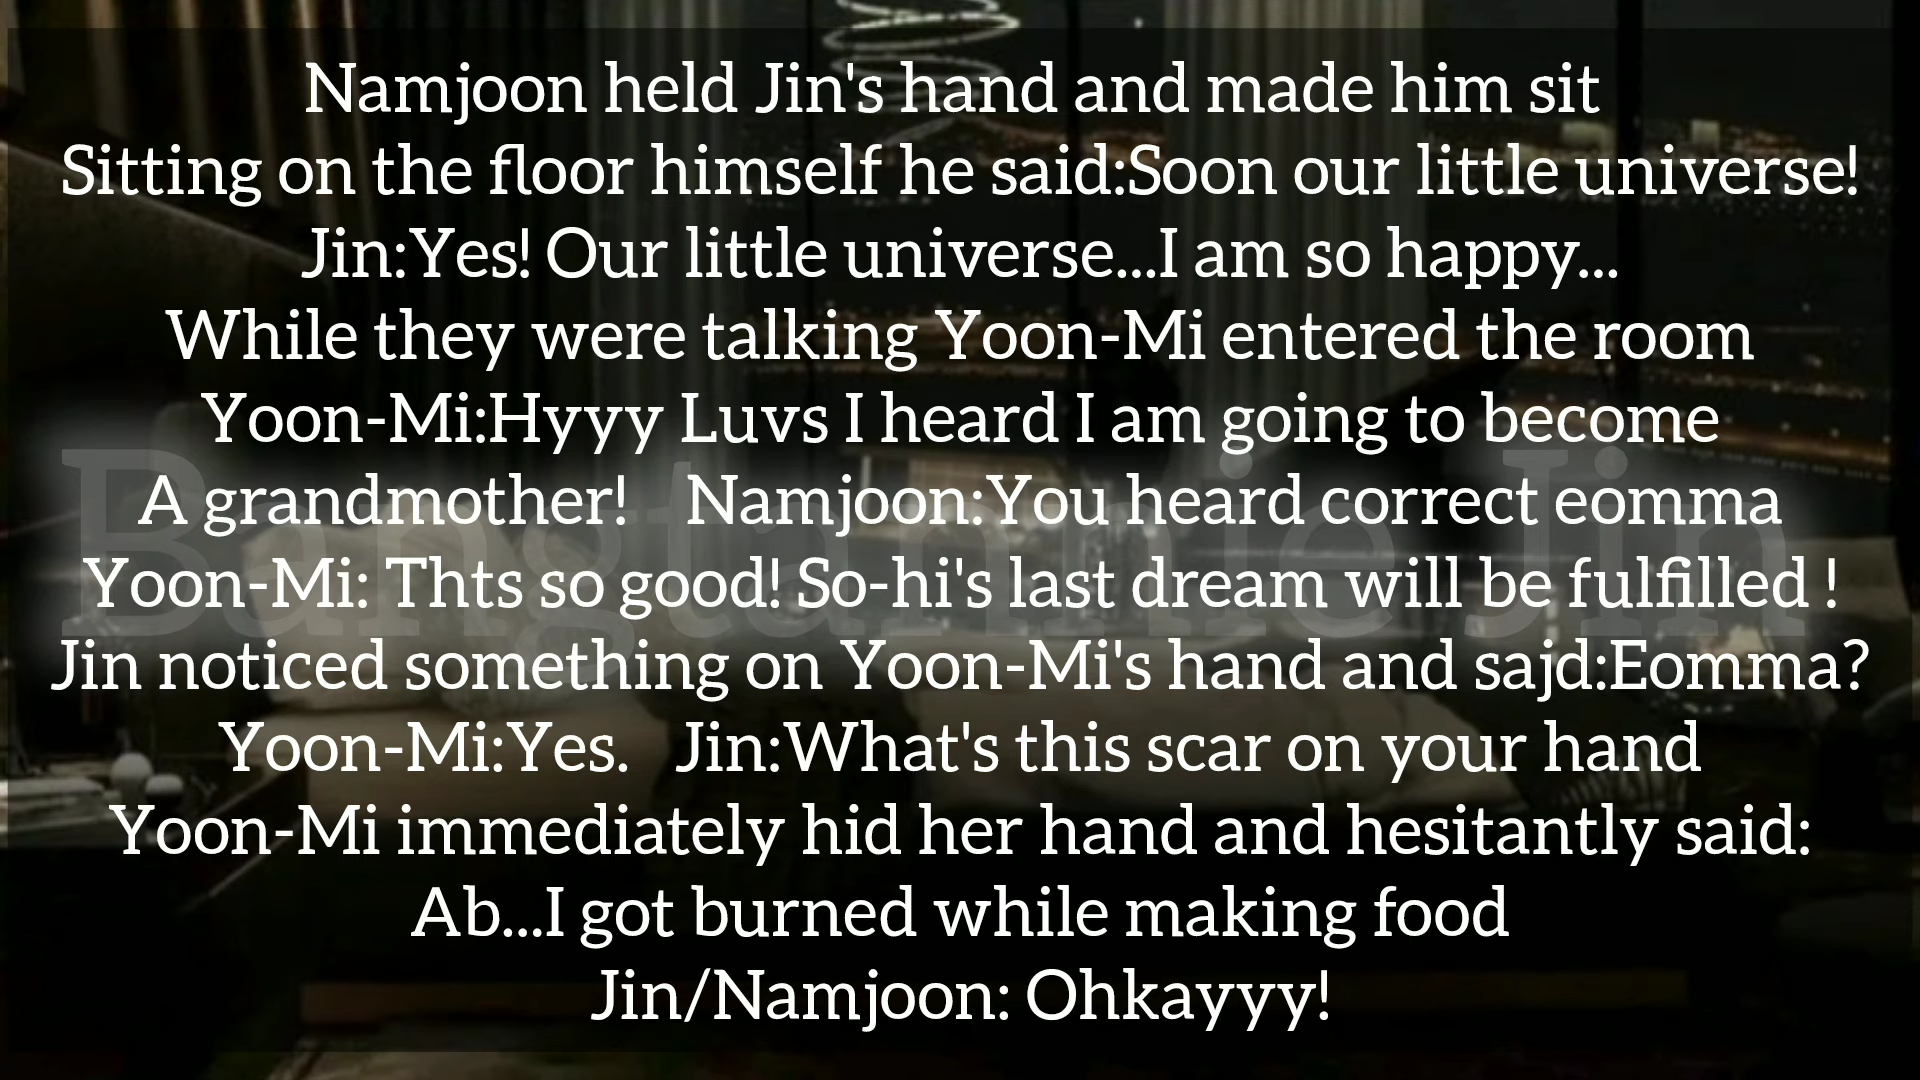 Namjoon held Jin's hand and made him sit
Sitting on the floor himself he said:Soon our little universe!
Jin:Yes! Our little universe...I am so happy...
While they were talking Yoon-Mi entered the room
Yoon-Mi:Hyyy Luvs I heard I am going to become
A grandmother!   Namjoon:You heard correct eomma
Yoon-Mi: Thts so good! So-hi's last dream will be fulfilled !
Jin noticed something on Yoon-Mi's hand and sajd:Eomma?
Yoon-Mi:Yes.   Jin:What's this scar on your hand
Yoon-Mi immediately hid her hand and hesitantly said:
Ab...I got burned while making food
Jin/Namjoon: Ohkayyy!
Bangtannie Jin